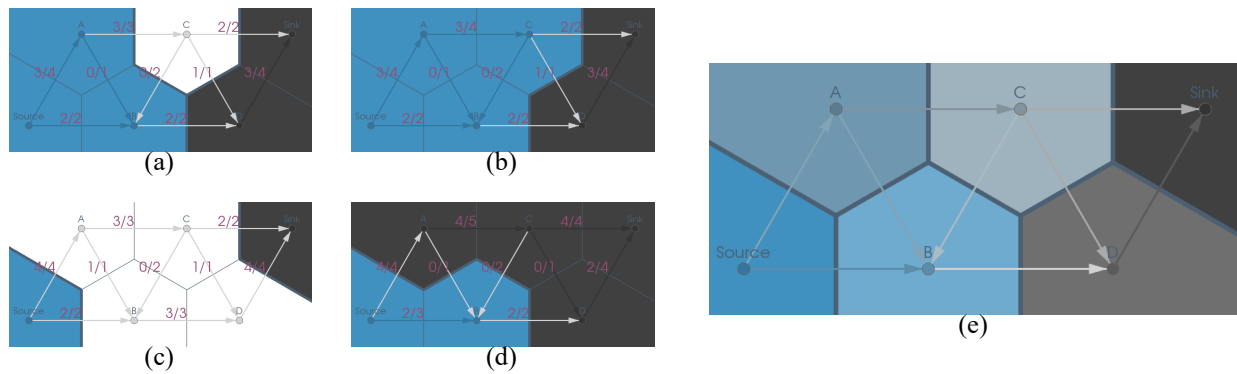 A 3/3 C 2/2 Sink
3/4 0/1 0/2 1/1 3/4
Source 2/2 B 2/2 D
(a)
A 3/4 C 2/2 Sink
3/4 0/1 0/2 1/1 3/4
Source 2/2 B 2/2 D
(b)
A 3/3 C 2/2 Sink
4/4 1/1 0/2 1/1 4/4
Source 2/2 B 3/3 D
(c)
A 4/5 C 4/4 Sink
4/4 0/1 0/2 0/1 2/4
Source 2/3 B 2/2 D
(d)
A C Sink
Source B D
(e)